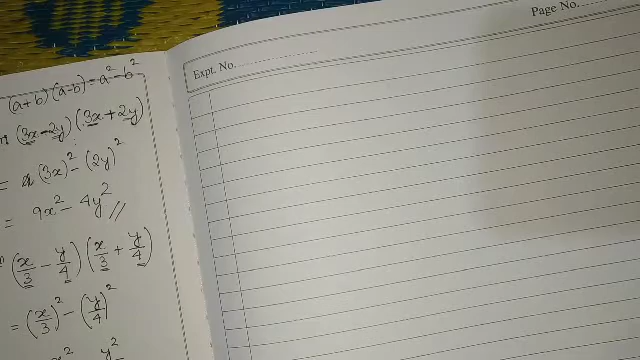 (a+b) (a-b) = a² - b²
(3x - 2y) (3x + 2y)
= (3x)² - (2y)²
= 9x² - 4y² //
(x/3 - y/4) (x/3 + y/4)
= (x/3)² - (y/4)²
Expt. No.
Page No.